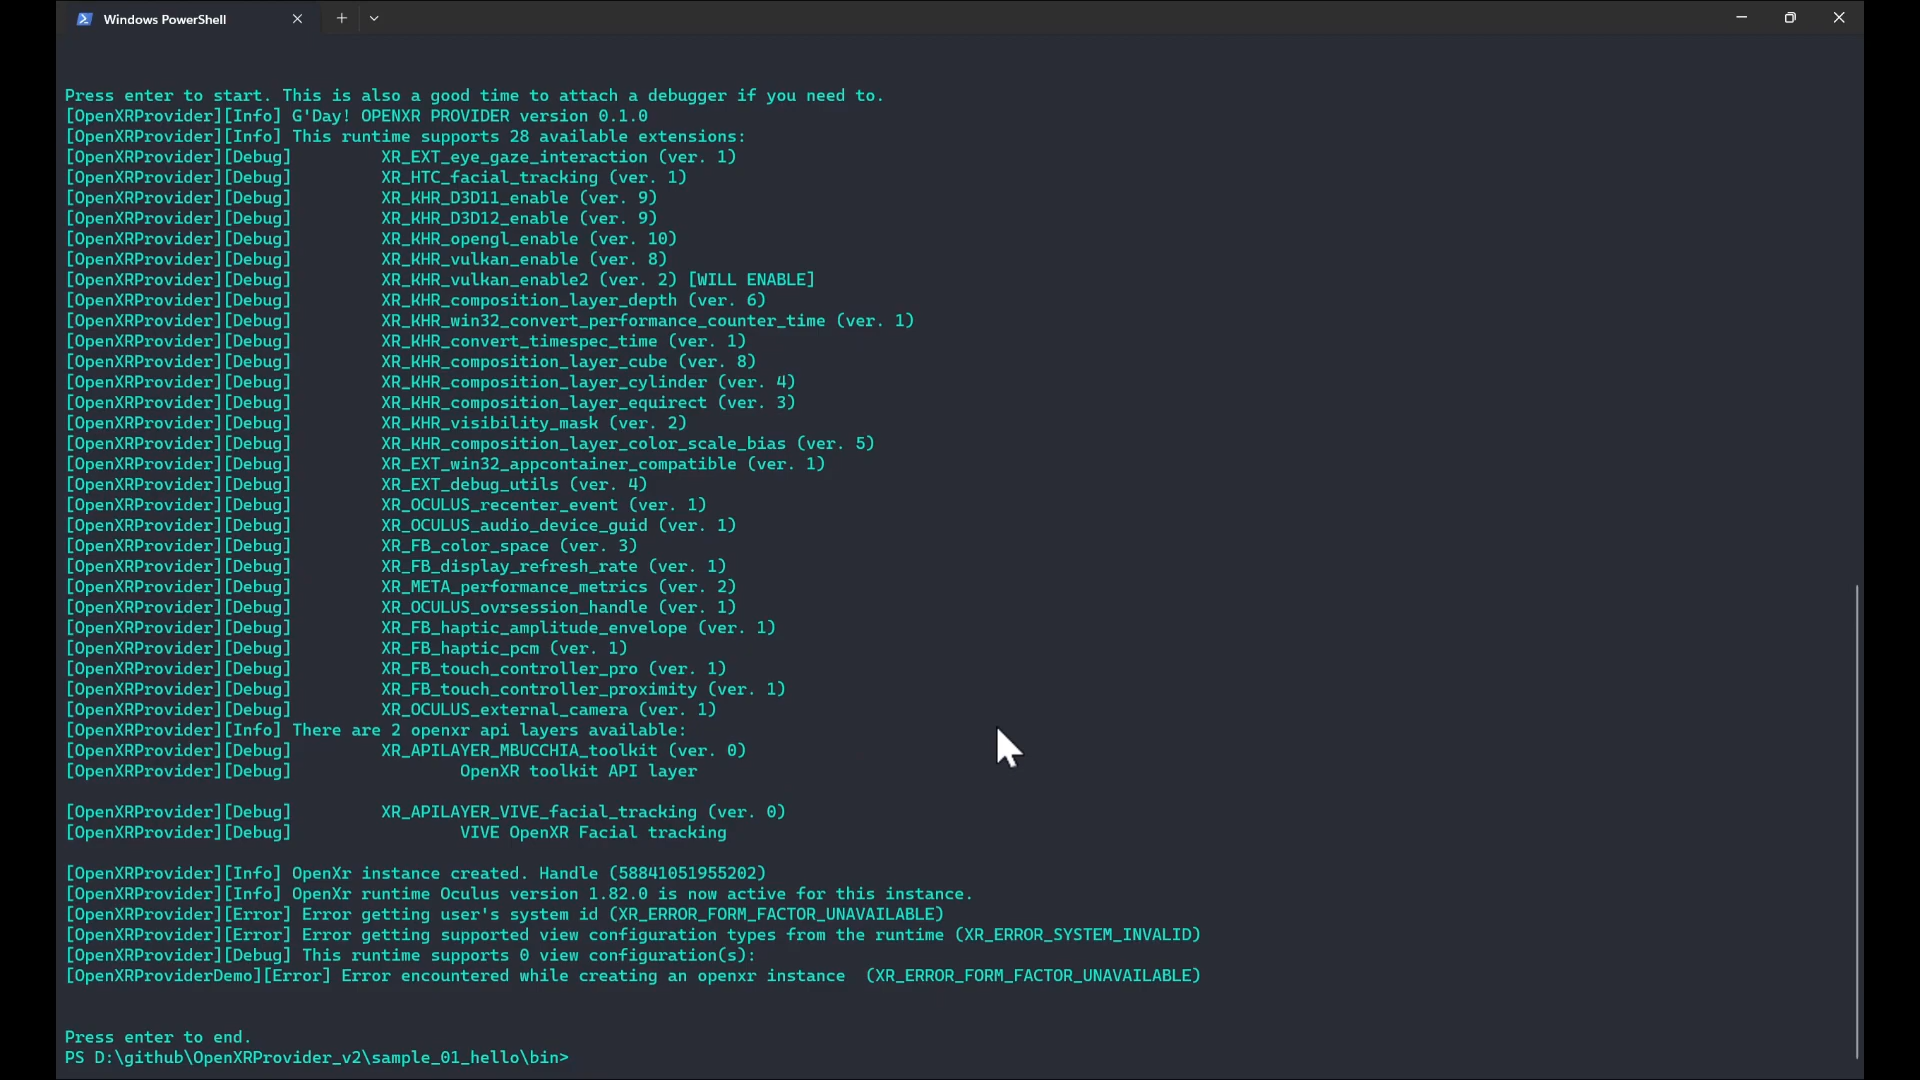 Windows PowerShell
Press enter to start. This is also a good time to attach a debugger if you need to.
[OpenXRProvider][Info] G'Day! OPENXR PROVIDER version 0.1.0
[OpenXRProvider][Info] This runtime supports 28 available extensions:
[OpenXRProvider][Debug] XR_EXT_eye_gaze_interaction (ver. 1)
[OpenXRProvider][Debug] XR_HTC_facial_tracking (ver. 1)
[OpenXRProvider][Debug] XR_KHR_D3D11_enable (ver. 9)
[OpenXRProvider][Debug] XR_KHR_D3D12_enable (ver. 9)
[OpenXRProvider][Debug] XR_KHR_opengl_enable (ver. 10)
[OpenXRProvider][Debug] XR_KHR_vulkan_enable (ver. 8)
[OpenXRProvider][Debug] XR_KHR_vulkan_enable2 (ver. 2) [WILL ENABLE]
[OpenXRProvider][Debug] XR_KHR_composition_layer_depth (ver. 6)
[OpenXRProvider][Debug] XR_KHR_win32_convert_performance_counter_time (ver. 1)
[OpenXRProvider][Debug] XR_KHR_convert_timespec_time (ver. 1)
[OpenXRProvider][Debug] XR_KHR_composition_layer_cube (ver. 8)
[OpenXRProvider][Debug] XR_KHR_composition_layer_cylinder (ver. 4)
[OpenXRProvider][Debug] XR_KHR_composition_layer_equirect (ver. 3)
[OpenXRProvider][Debug] XR_KHR_visibility_mask (ver. 2)
[OpenXRProvider][Debug] XR_KHR_composition_layer_color_scale_bias (ver. 5)
[OpenXRProvider][Debug] XR_EXT_win32_appcontainer_compatible (ver. 1)
[OpenXRProvider][Debug] XR_EXT_debug_utils (ver. 4)
[OpenXRProvider][Debug] XR_OCULUS_recenter_event (ver. 1)
[OpenXRProvider][Debug] XR_OCULUS_audio_device_guid (ver. 1)
[OpenXRProvider][Debug] XR_FB_color_space (ver. 3)
[OpenXRProvider][Debug] XR_FB_display_refresh_rate (ver. 1)
[OpenXRProvider][Debug] XR_META_performance_metrics (ver. 2)
[OpenXRProvider][Debug] XR_OCULUS_ovrsession_handle (ver. 1)
[OpenXRProvider][Debug] XR_FB_haptic_amplitude_envelope (ver. 1)
[OpenXRProvider][Debug] XR_FB_haptic_pcm (ver. 1)
[OpenXRProvider][Debug] XR_FB_touch_controller_pro (ver. 1)
[OpenXRProvider][Debug] XR_FB_touch_controller_proximity (ver. 1)
[OpenXRProvider][Debug] XR_OCULUS_external_camera (ver. 1)
[OpenXRProvider][Info] There are 2 openxr api layers available:
[OpenXRProvider][Debug] XR_APILAYER_MBUCCHIA_toolkit (ver. 0)
[OpenXRProvider][Debug] OpenXR toolkit API layer
[OpenXRProvider][Debug] XR_APILAYER_VIVE_facial_tracking (ver. 0)
[OpenXRProvider][Debug] VIVE OpenXR Facial tracking
[OpenXRProvider][Info] OpenXr instance created. Handle (58841051955202)
[OpenXRProvider][Info] OpenXr runtime Oculus version 1.82.0 is now active for this instance.
[OpenXRProvider][Error] Error getting user's system id (XR_ERROR_FORM_FACTOR_UNAVAILABLE)
[OpenXRProvider][Error] Error getting supported view configuration types from the runtime (XR_ERROR_SYSTEM_INVALID)
[OpenXRProvider][Debug] This runtime supports 0 view configuration(s):
[OpenXRProviderDemo][Error] Error encountered while creating an openxr instance  (XR_ERROR_FORM_FACTOR_UNAVAILABLE)
Press enter to end.
PS D:\github\OpenXRProvider_v2\sample_01_hello\bin>